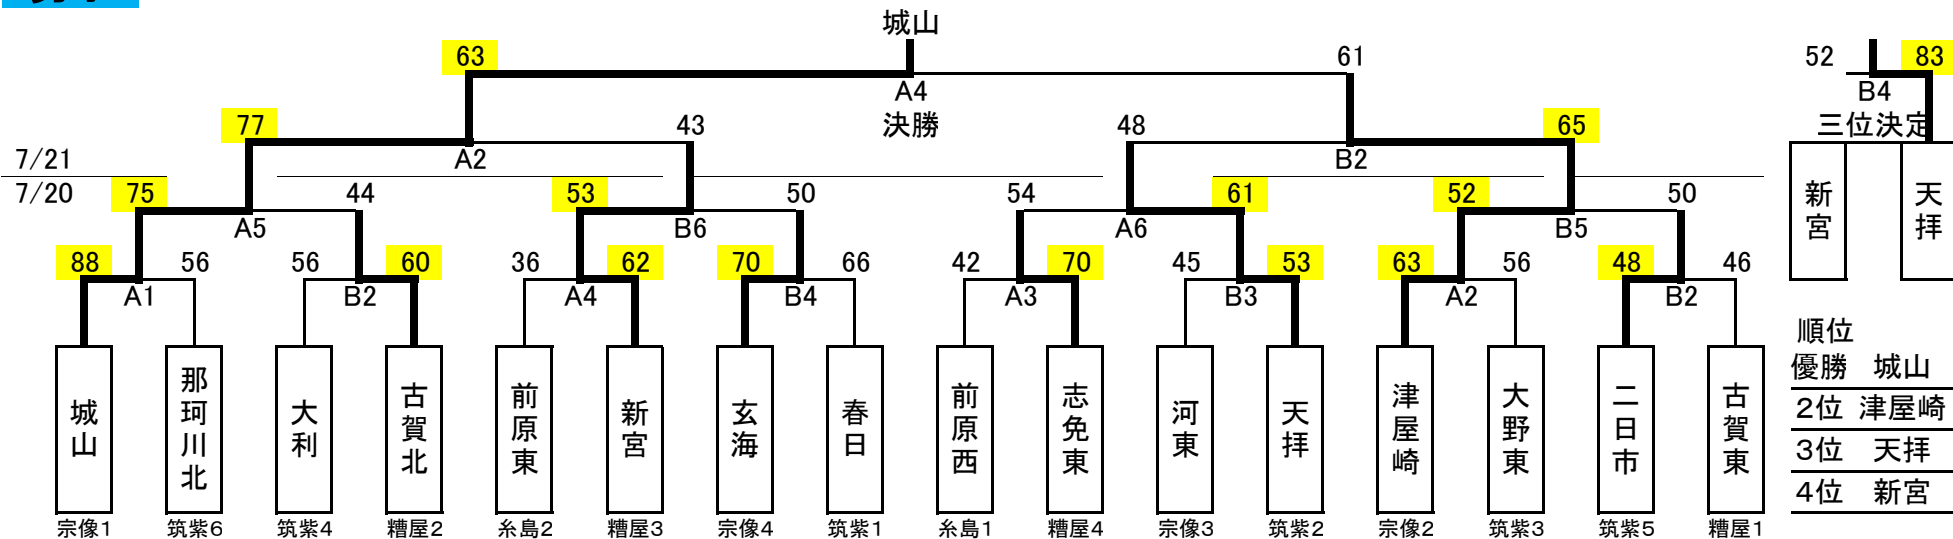 城山
63
61
52
83
A4
B4
決勝
三位決定
77
43
48
65
A2
B2
7/21
7/20
75
44
53
50
54
61
52
50
A5
B6
A6
B5
新宮
天拝
88
56
56
60
36
62
70
66
42
70
45
53
63
56
48
46
A1
B2
A4
B4
A3
B3
A2
B2
順位
優勝 城山
2位 津屋崎
3位 天拝
4位 新宮
城山
那珂川北
大利
古賀北
前原東
新宮
玄海
春日
前原西
志免東
河東
天拝
津屋崎
大野東
二日市
古賀東
宗像1
筑紫6
筑紫4
糟屋2
糸島2
糟屋3
宗像4
筑紫1
糸島1
糟屋4
宗像3
筑紫2
宗像2
筑紫3
筑紫5
糟屋1